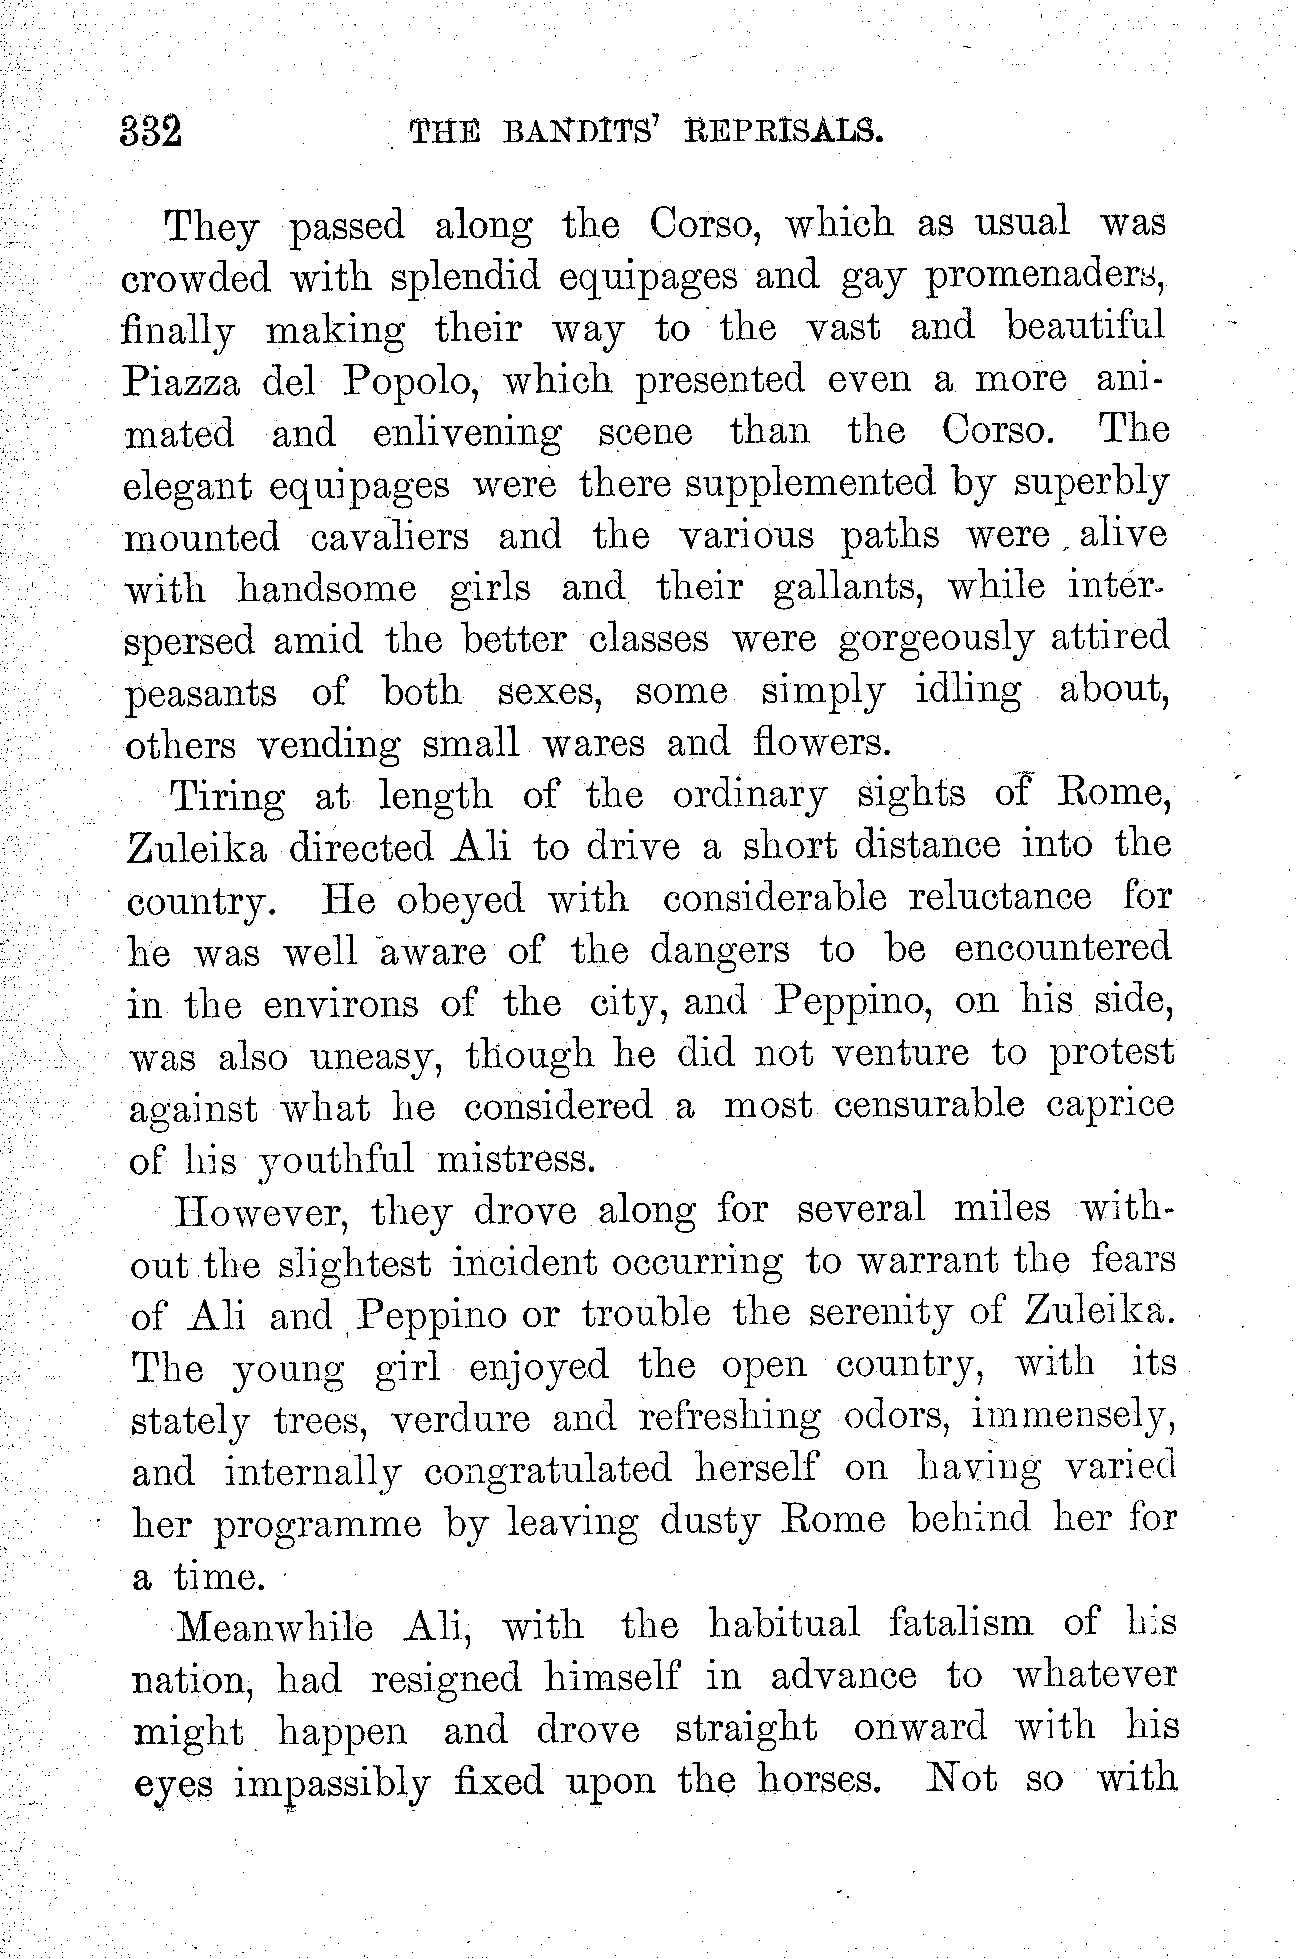 332 THE BANDITS' REPRISALS.
They passed along the Corso, which as usual was
crowded with splendid equipages and gay promenaders,
finally making their way to the vast and beautiful
Piazza del Popolo, which presented even a more ani-
mated and enlivening scene than the Corso. The
elegant equipages were there supplemented by superbly
mounted cavaliers and the various paths were alive
with handsome girls and their gallants, while inter-
spersed amid the better classes were gorgeously attired
peasants of both sexes, some simply idling about,
others vending small wares and flowers.
Tiring at length of the ordinary sights of Rome,
Zuleika directed Ali to drive a short distance into the
country. He obeyed with considerable reluctance for
he was well aware of the dangers to be encountered
in the environs of the city, and Peppino, on his side,
was also uneasy, though he did not venture to protest
against what he considered a most censurable caprice
of his youthful mistress.
However, they drove along for several miles with-
out the slightest incident occurring to warrant the fears
of Ali and Peppino or trouble the serenity of Zuleika.
The young girl enjoyed the open country, with its
stately trees, verdure and refreshing odors, immensely,
and internally congratulated herself on having varied
her programme by leaving dusty Rome behind her for
a time.
Meanwhile Ali, with the habitual fatalism of his
nation, had resigned himself in advance to whatever
might happen and drove straight onward with his
eyes impassibly fixed upon the horses. Not so with